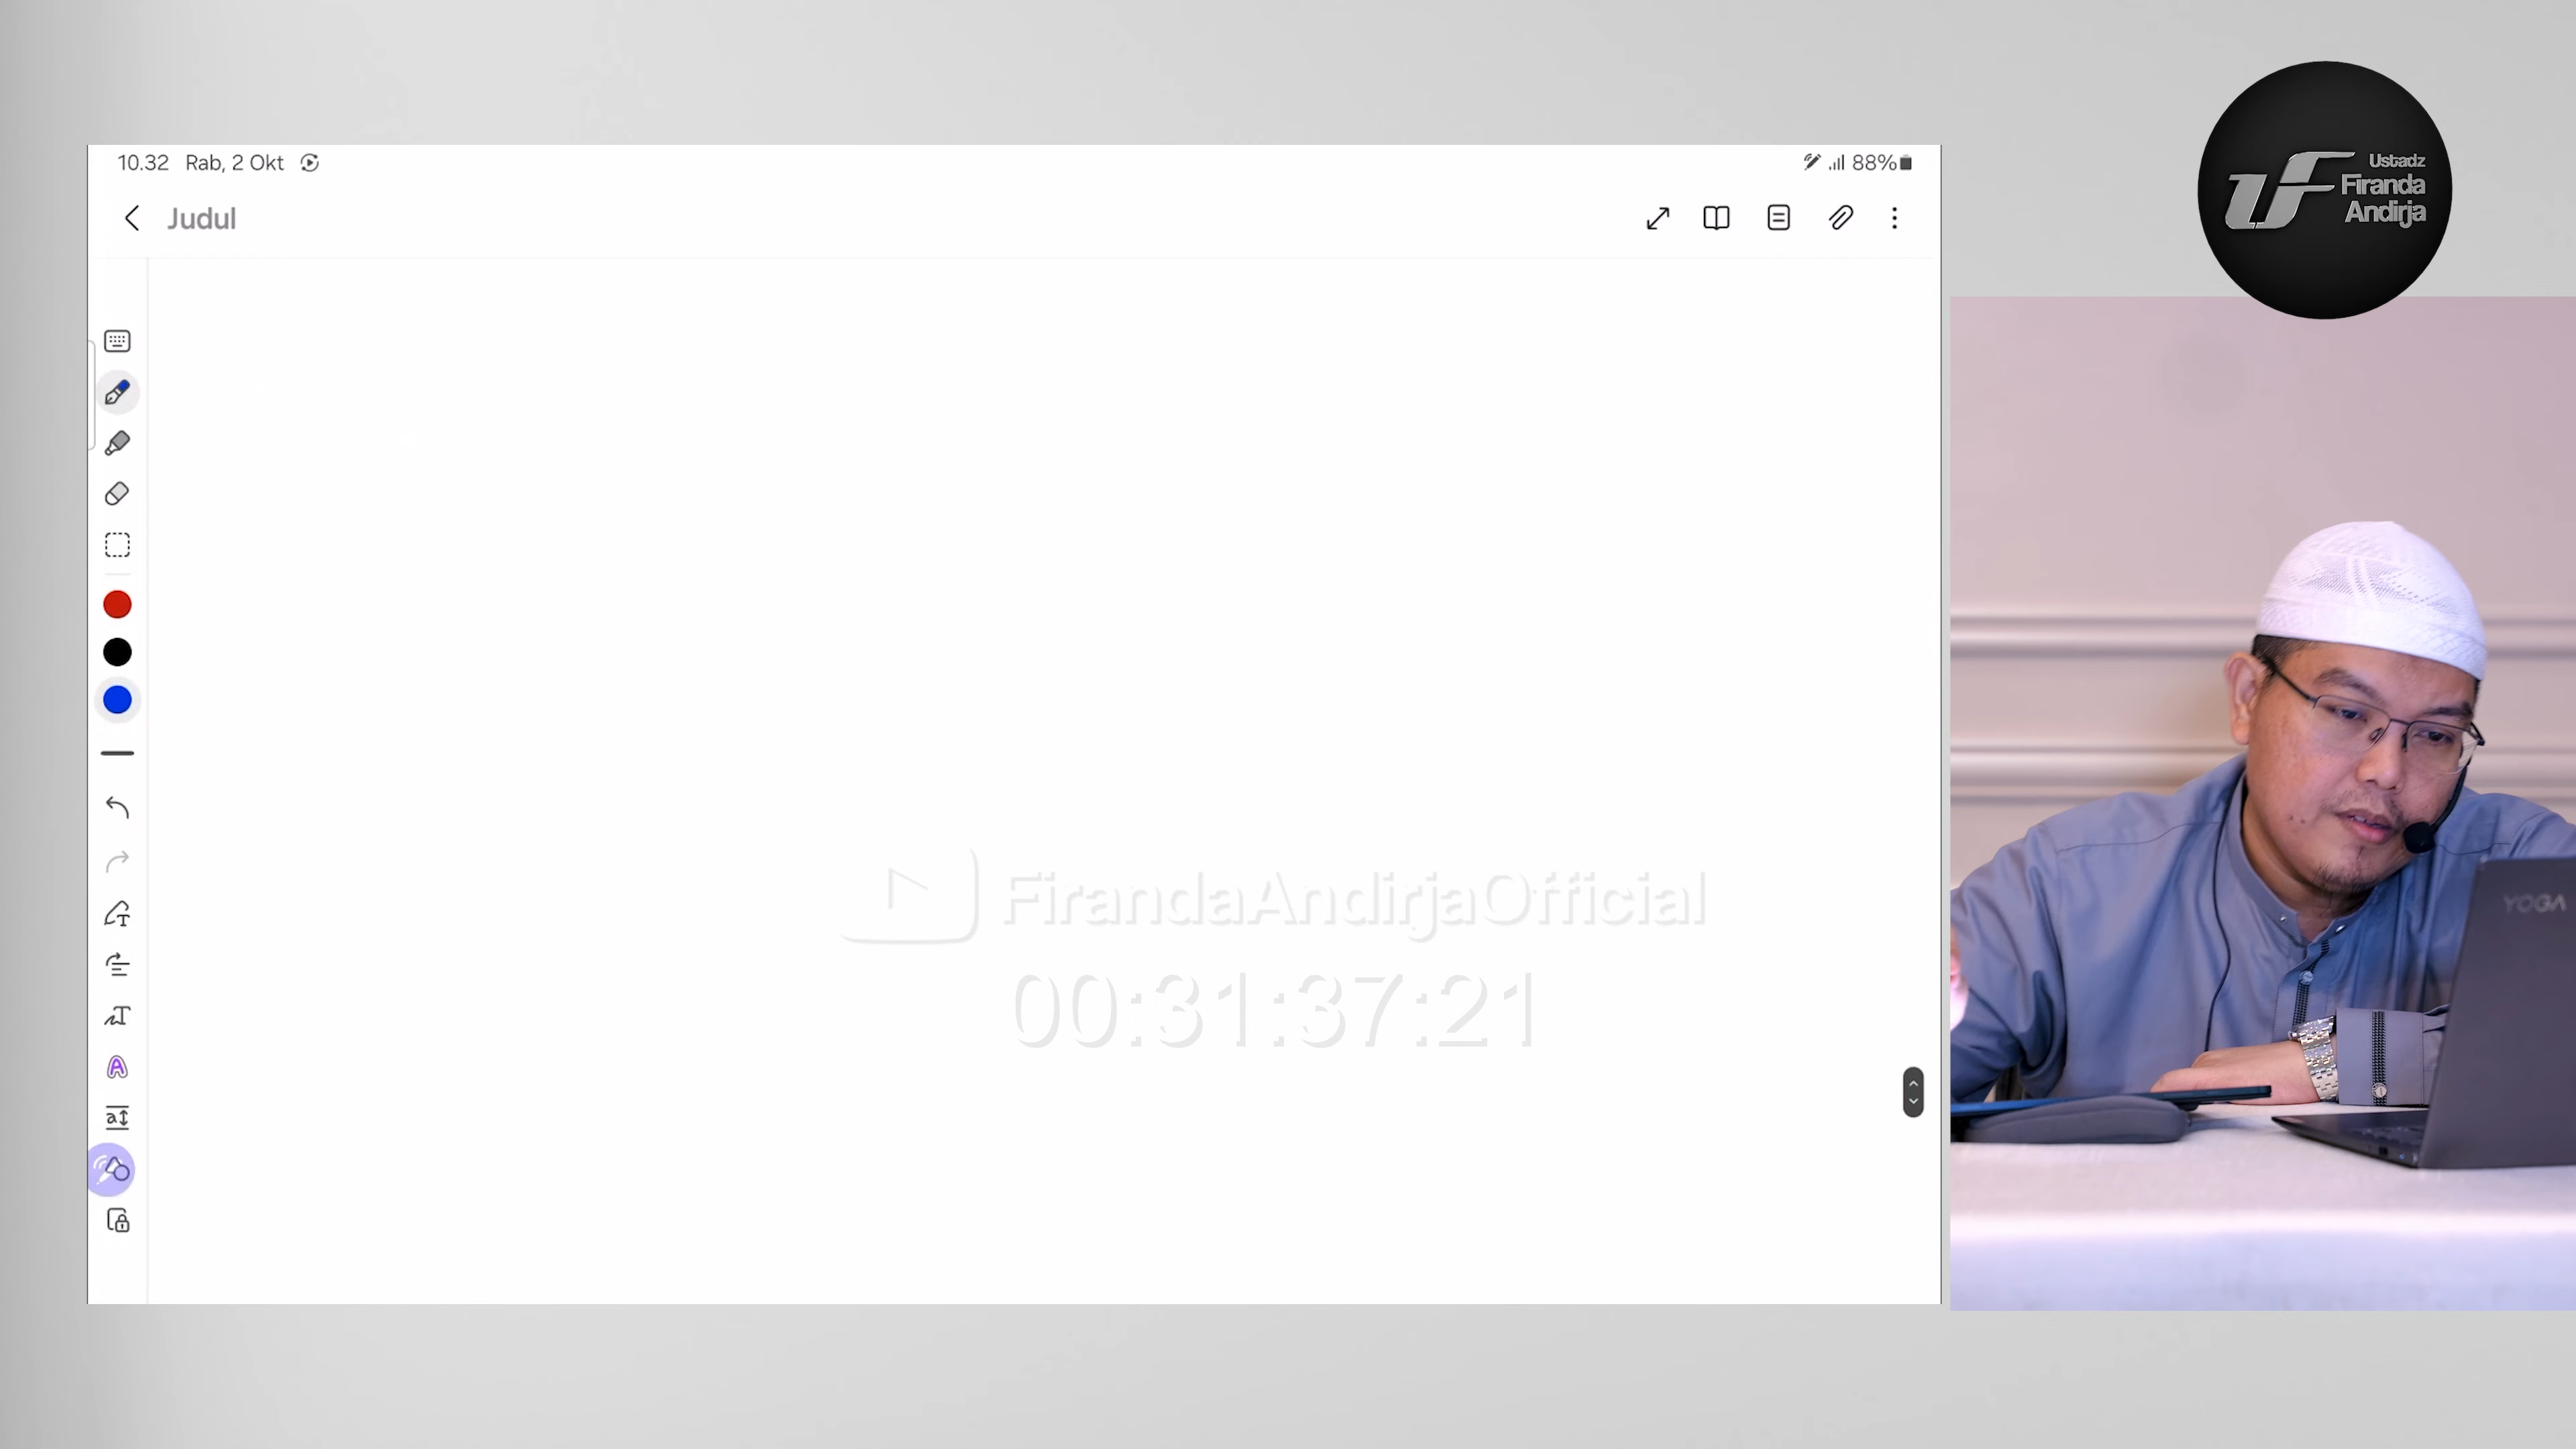 10.32 Rab, 2 Okt
88%
Judul
Ustadz
Firanda
Andirja
FirandaAndirjaOfficial
00:31:37:21
YOGA